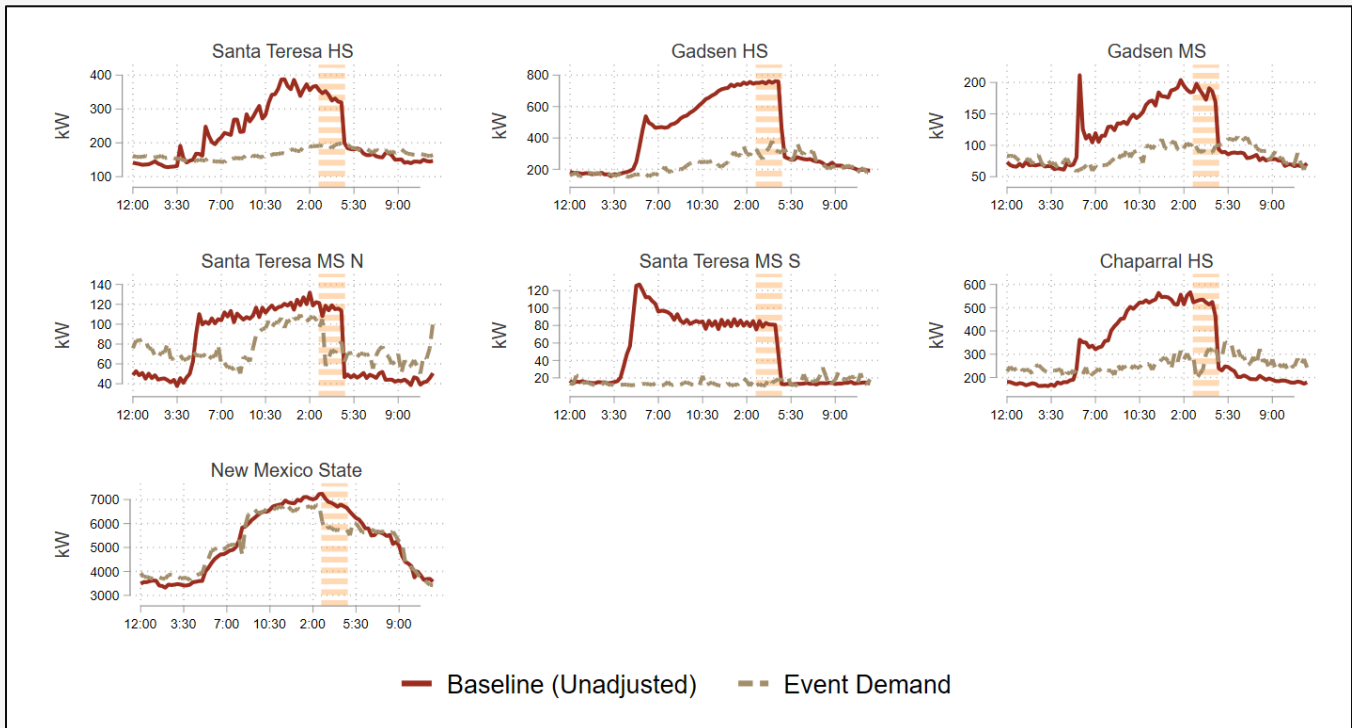 Santa Teresa HS
kW
400
300
200
100
12:00 3:30 7:00 10:30 2:00 5:30 9:00
Gadsen HS
kW
800
600
400
200
12:00 3:30 7:00 10:30 2:00 5:30 9:00
Gadsen MS
kW
200
150
100
50
12:00 3:30 7:00 10:30 2:00 5:30 9:00
Santa Teresa MS N
kW
140
120
100
80
60
40
12:00 3:30 7:00 10:30 2:00 5:30 9:00
Santa Teresa MS S
kW
120
100
80
60
40
20
12:00 3:30 7:00 10:30 2:00 5:30 9:00
Chaparral HS
kW
600
500
400
300
200
12:00 3:30 7:00 10:30 2:00 5:30 9:00
New Mexico State
kW
7000
6000
5000
4000
3000
12:00 3:30 7:00 10:30 2:00 5:30 9:00
Baseline (Unadjusted) Event Demand